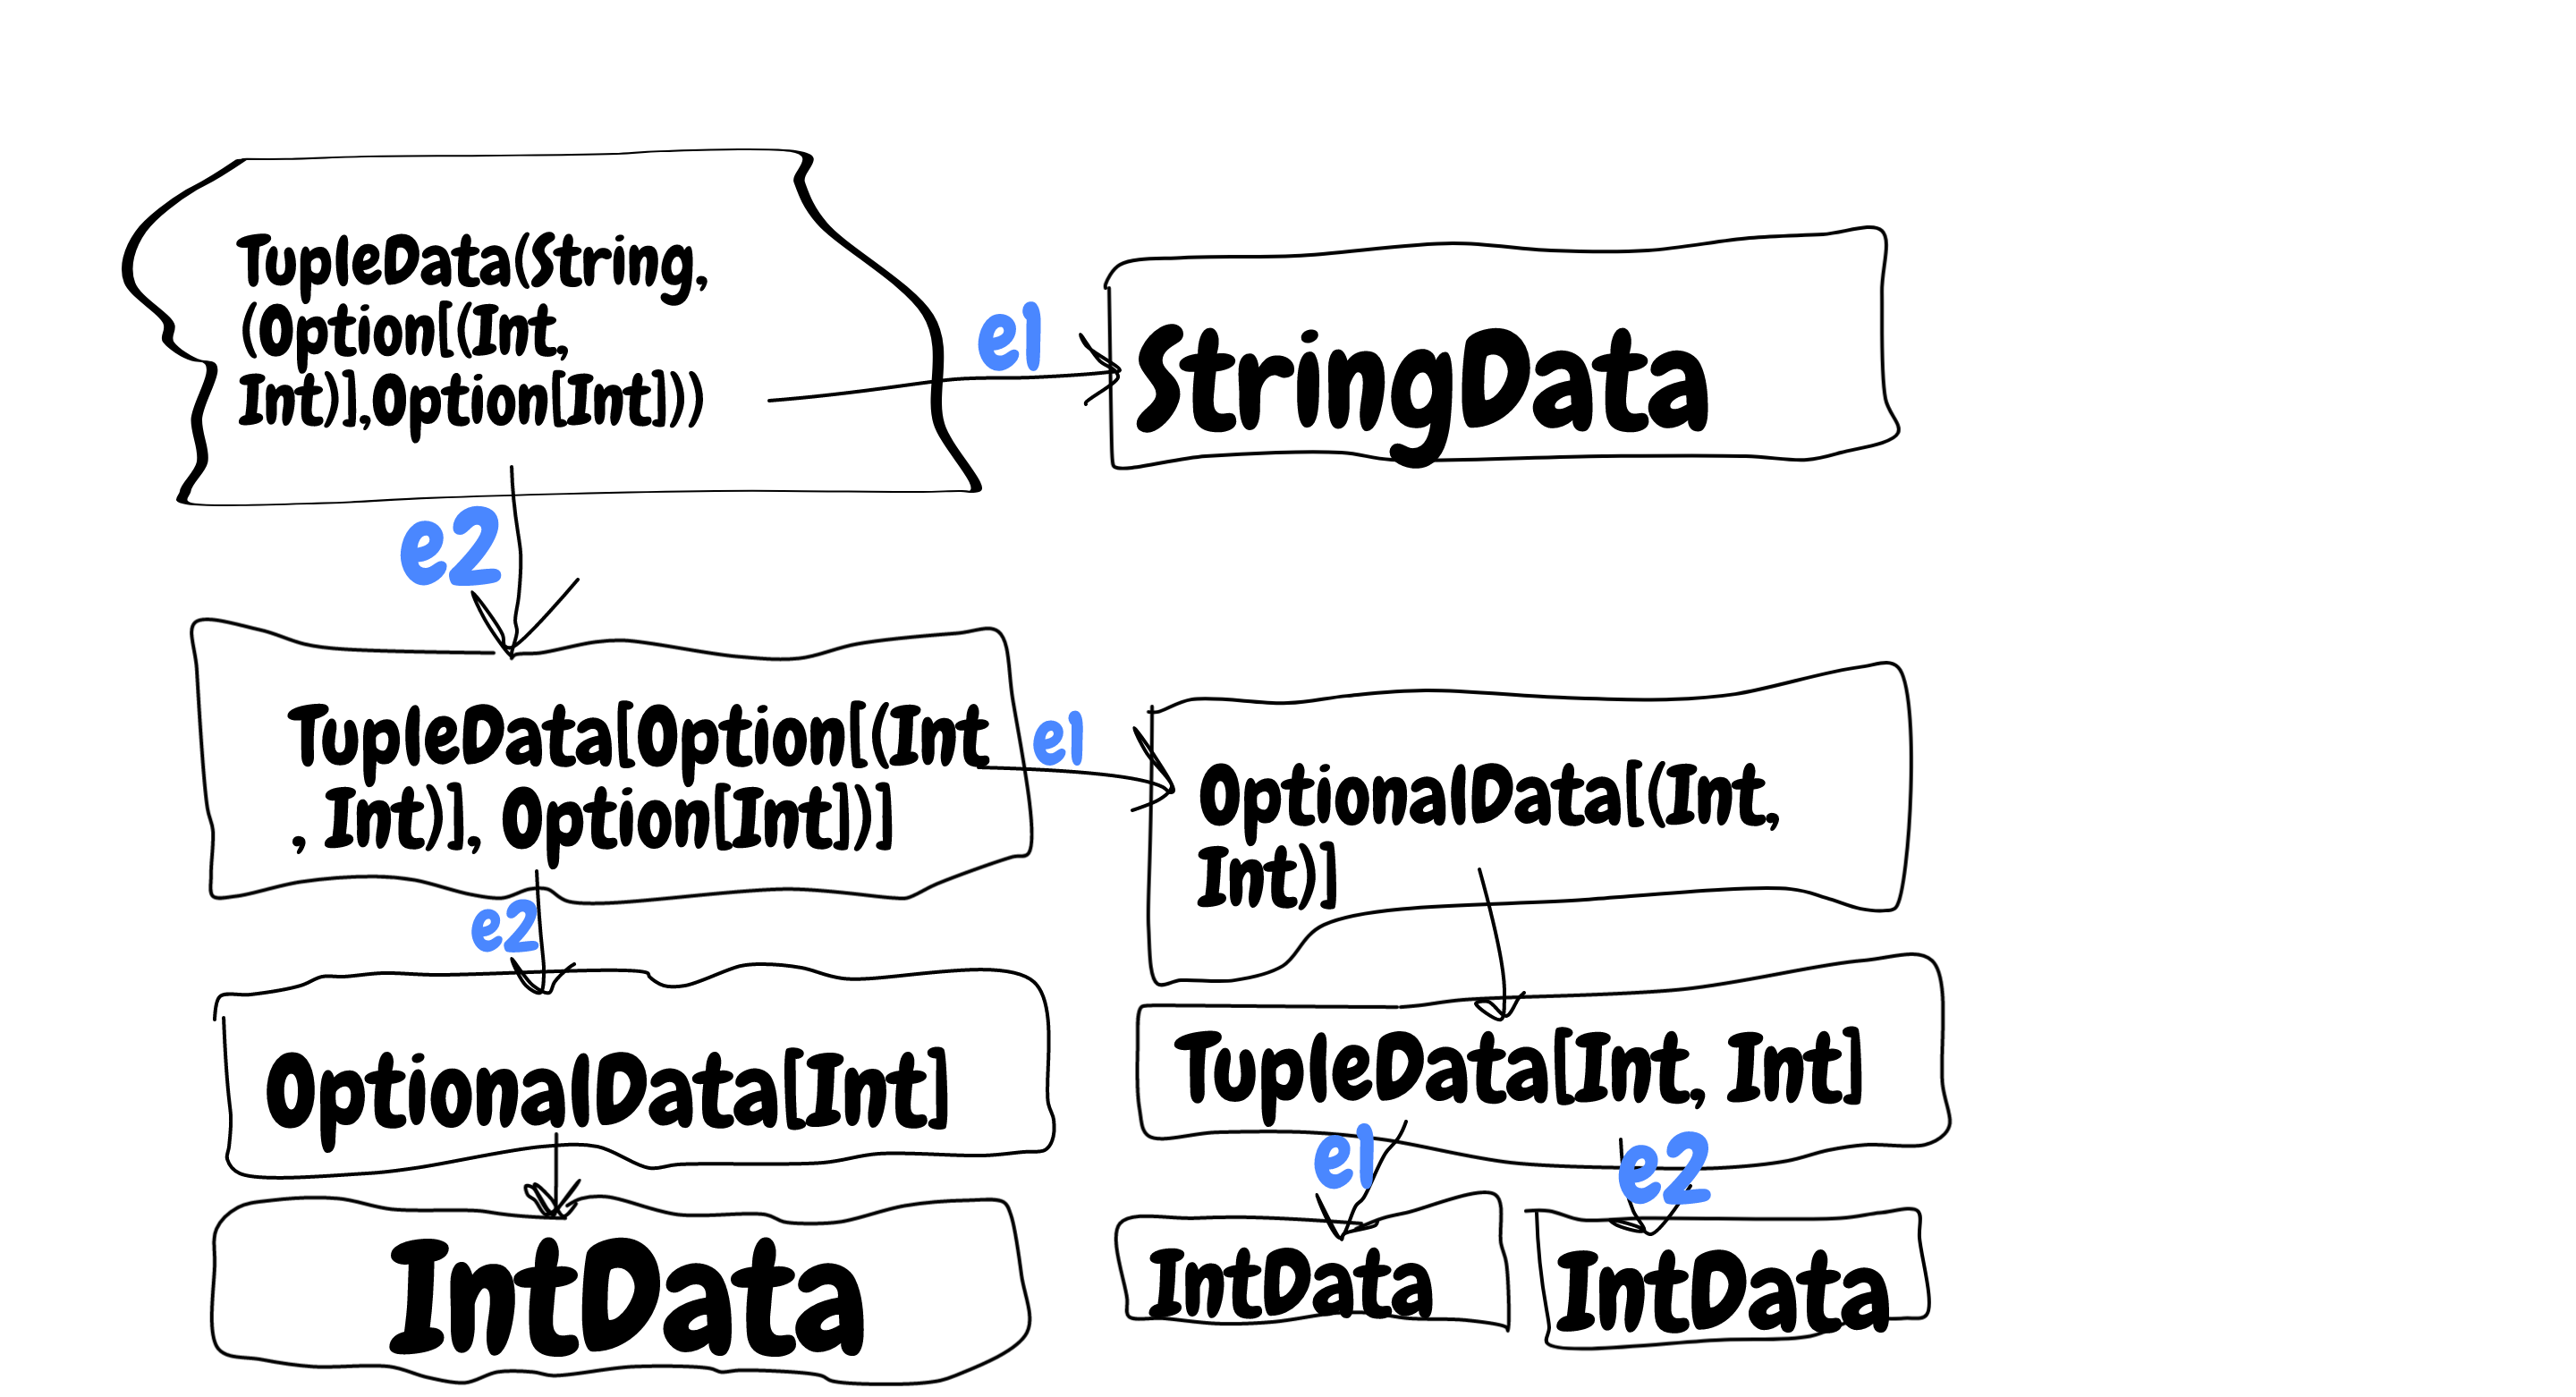 TupleData(String,
(Option[(Int,
Int)],Option[Int]))
e1
StringData
e2
TupleData[Option[(Int
, Int)], Option[Int])]
e1
OptionalData[(Int,
Int)]
e2
OptionalData[Int]
TupleData[Int, Int]
e1
e2
IntData
IntData
IntData